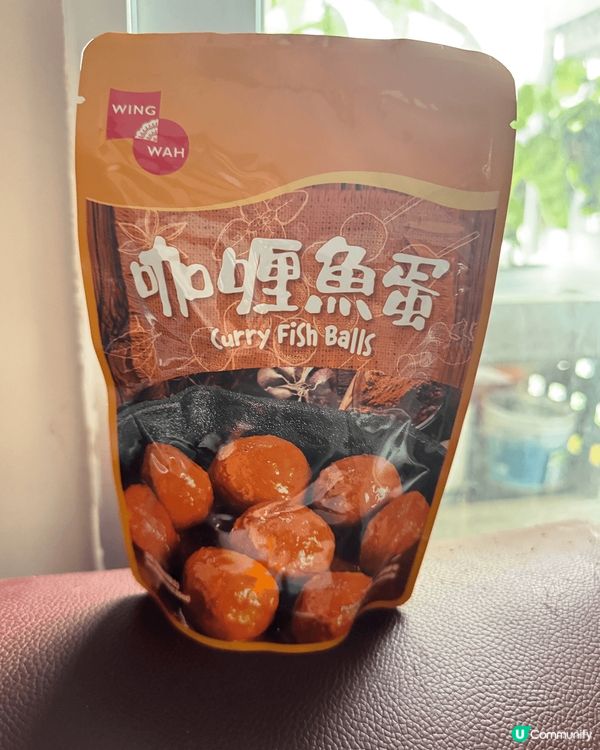 WING
WAH
咖喱魚蛋
Curry Fish Balls
U Community